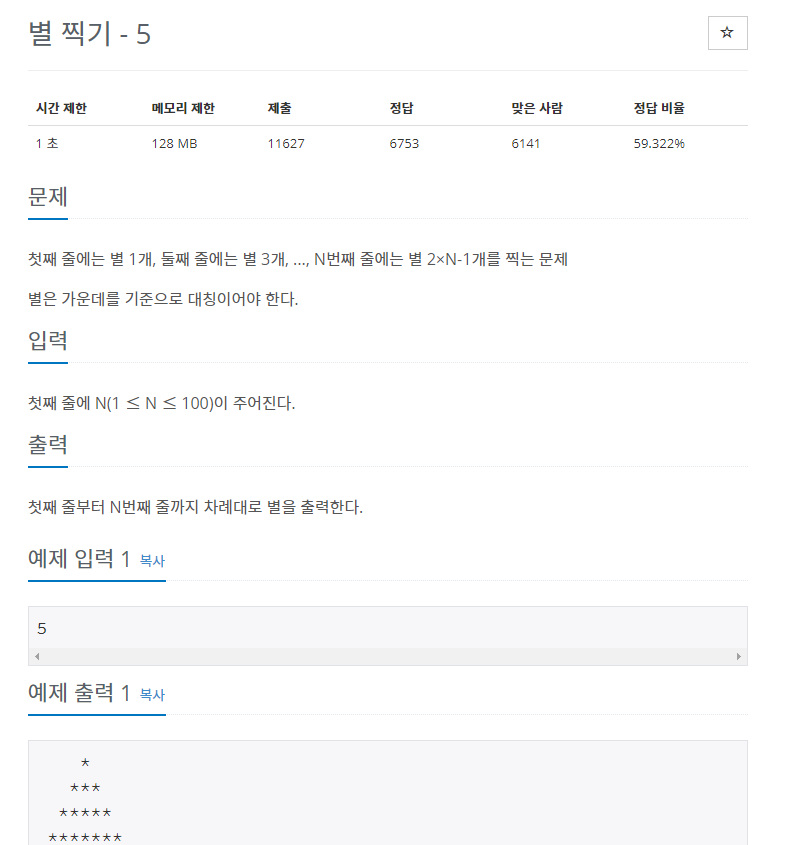 별 찍기 - 5
☆
시간 제한 메모리 제한 제출 정답 맞은 사람 정답 비율
1 초 128 MB 11627 6753 6141 59.322%
문제
첫째 줄에는 별 1개, 둘째 줄에는 별 3개, ..., N번째 줄에는 별 2×N-1개를 찍는 문제
별은 가운데를 기준으로 대칭이어야 한다.
입력
첫째 줄에 N(1 ≤ N ≤ 100)이 주어진다.
출력
첫째 줄부터 N번째 줄까지 차례대로 별을 출력한다.
예제 입력 1 복사
5
예제 출력 1 복사
    *
   ***
  *****
 *******